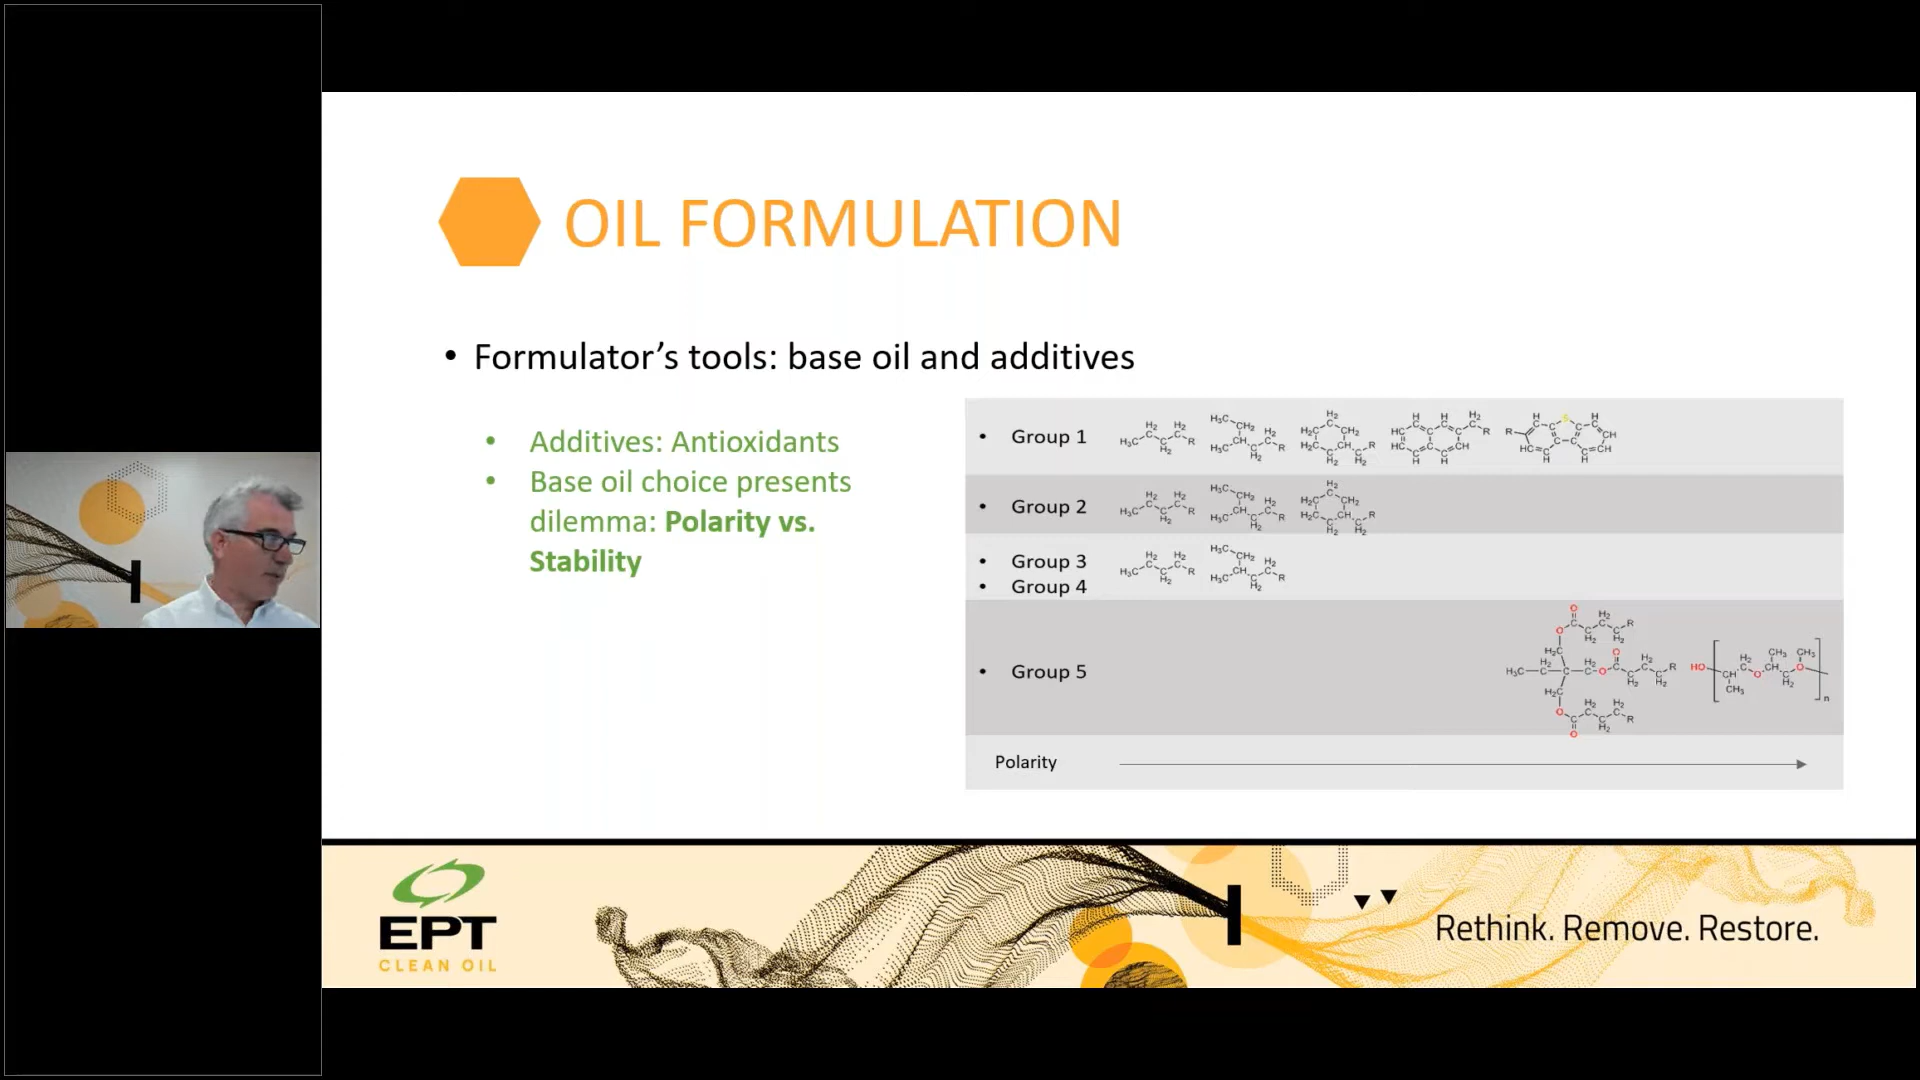 OIL FORMULATION
• Formulator’s tools: base oil and additives
• Additives: Antioxidants
• Base oil choice presents
dilemma: Polarity vs.
Stability
• Group 1
• Group 2
• Group 3
• Group 4
• Group 5
Polarity
EPT
CLEAN OIL
Rethink. Remove. Restore.